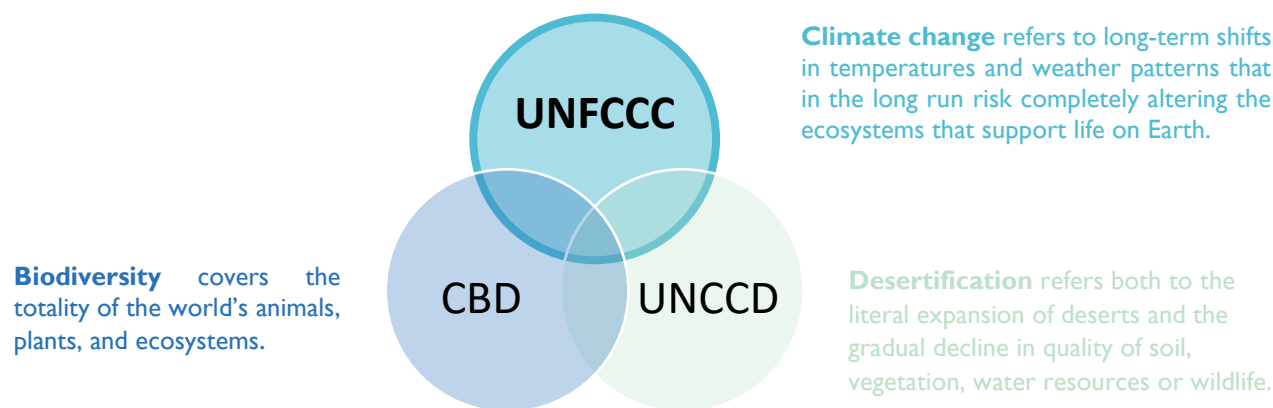 Climate change refers to long-term shifts
in temperatures and weather patterns that
in the long run risk completely altering the
ecosystems that support life on Earth.
UNFCCC
Biodiversity covers the
totality of the world's animals,
plants, and ecosystems.
CBD
UNCCD
Desertification refers both to the
literal expansion of deserts and the
gradual decline in quality of soil,
vegetation, water resources or wildlife.